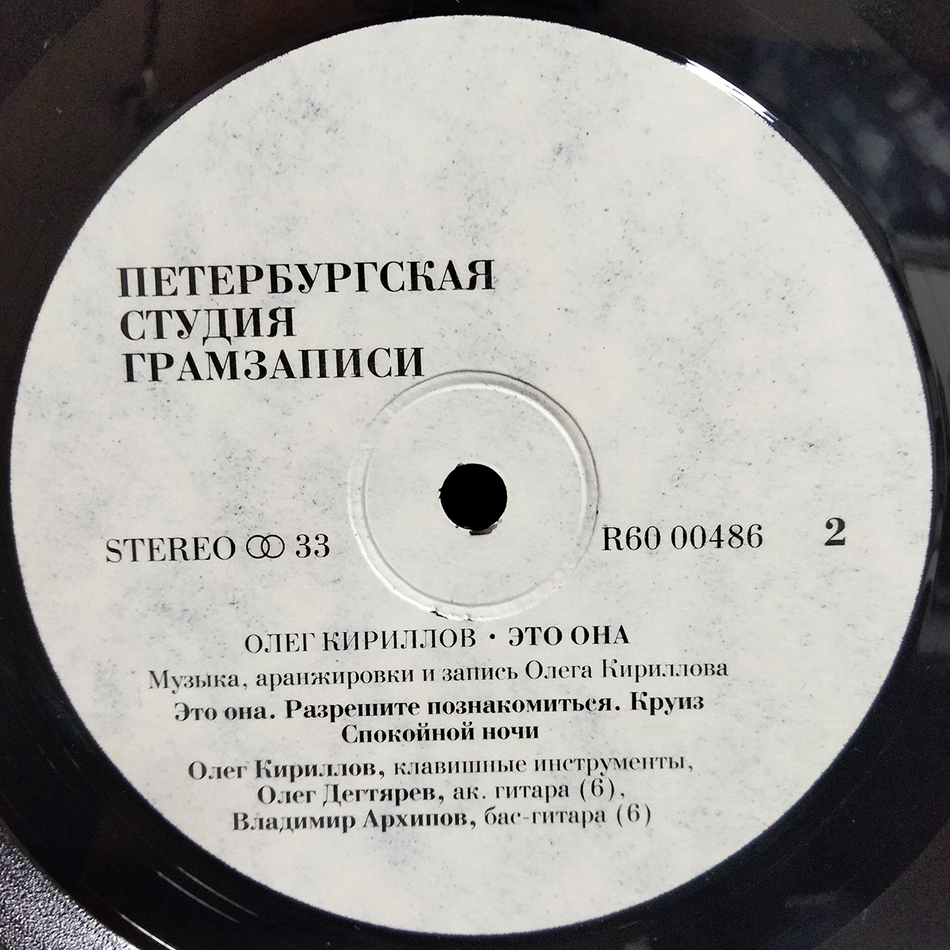 ПЕТЕРБУРГСКАЯ
СТУДИЯ
ГРАМЗАПИСИ
STEREO 33
R60 00486 2
ОЛЕГ КИРИЛЛОВ • ЭТО ОНА
Музыка, аранжировки и запись Олега Кириллова
Это она. Разрешите познакомиться. Круиз
Спокойной ночи
Олег Кириллов, клавишные инструменты,
Олег Дегтярев, ак. гитара (6),
Владимир Архипов, бас-гитара (6)